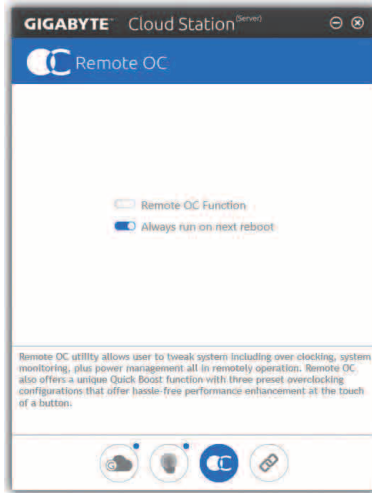 GIGABYTE™ Cloud Station (Server)
Remote OC
Remote OC Function
Always run on next reboot
Remote OC utility allows user to tweak system including over clocking, system
monitoring, plus power management all in remotely operation. Remote OC
also offers a unique Quick Boost function with three preset overclocking
configurations that offer hassle-free performance enhancement at the touch
of a button.